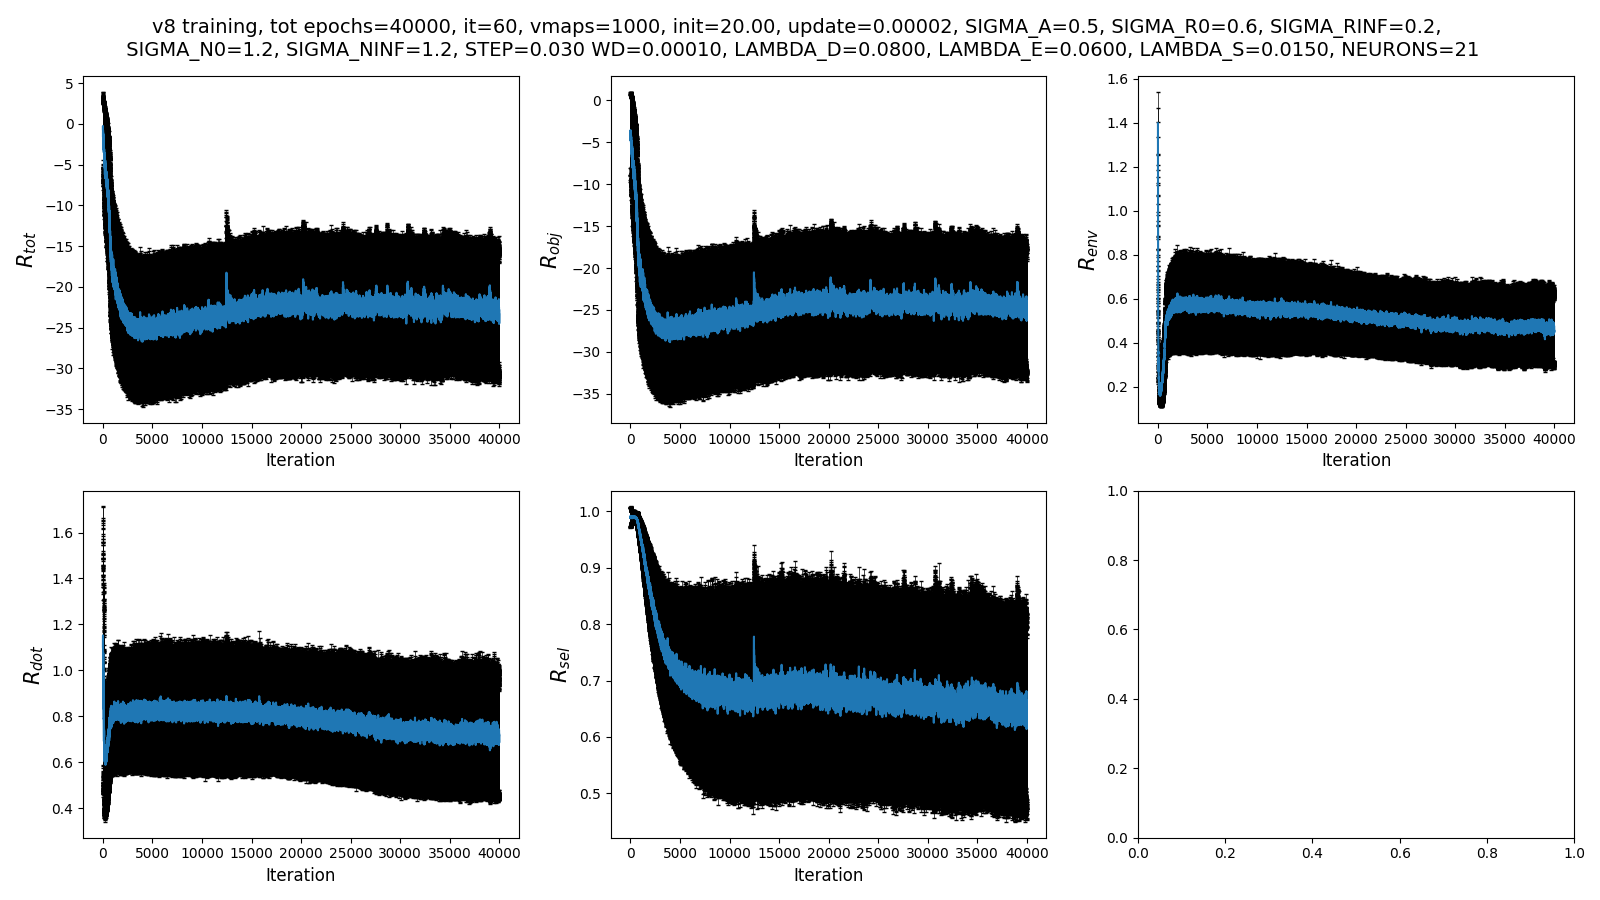 v8 training, tot epochs=40000, it=60, vmaps=1000, init=20.00, update=0.00002, SIGMA_A=0.5, SIGMA_R0=0.6, SIGMA_RINF=0.2,
SIGMA_N0=1.2, SIGMA_NINF=1.2, STEP=0.030 WD=0.00010, LAMBDA_D=0.0800, LAMBDA_E=0.0600, LAMBDA_S=0.0150, NEURONS=21
R_tot
5
0
−5
−10
−15
−20
−25
−30
−35
0 5000 10000 15000 20000 25000 30000 35000 40000
Iteration
R_obj
0
−5
−10
−15
−20
−25
−30
−35
0 5000 10000 15000 20000 25000 30000 35000 40000
Iteration
R_env
1.6
1.4
1.2
1.0
0.8
0.6
0.4
0.2
0 5000 10000 15000 20000 25000 30000 35000 40000
Iteration
R_dot
1.6
1.4
1.2
1.0
0.8
0.6
0.4
0 5000 10000 15000 20000 25000 30000 35000 40000
Iteration
R_sel
1.0
0.9
0.8
0.7
0.6
0.5
0 5000 10000 15000 20000 25000 30000 35000 40000
Iteration
1.0
0.8
0.6
0.4
0.2
0.0
0.0 0.2 0.4 0.6 0.8 1.0